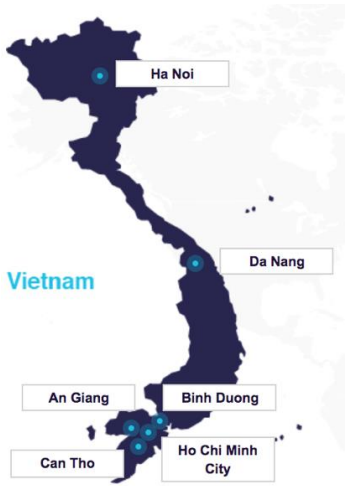 Ha Noi
Da Nang
Vietnam
An Giang
Binh Duong
Can Tho
Ho Chi Minh
City